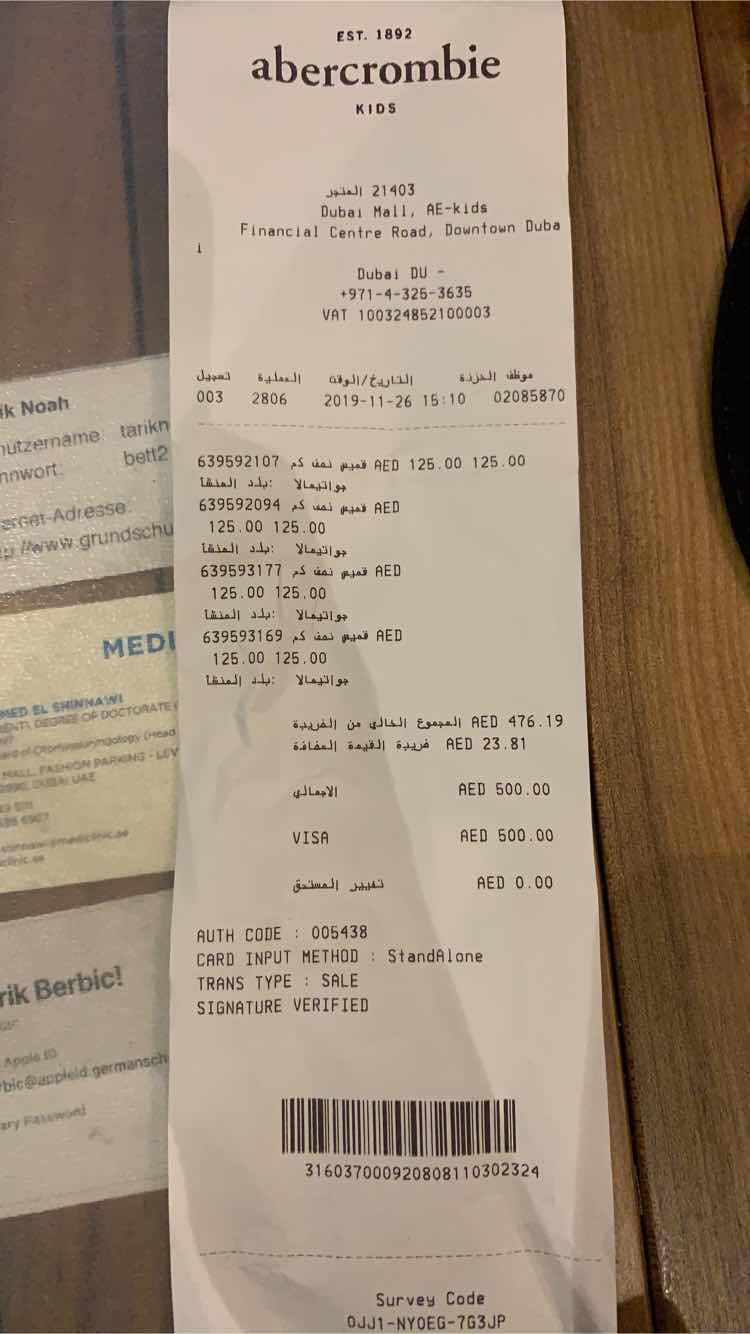 EST. 1892
abercrombie
KIDS
21403 المتجر
Dubai Mall, AE-kids
Financial Centre Road, Downtown Duba
i
Dubai DU -
+971-4-325-3635
VAT 100324852100003
موظف الخزنة التاريخ/الوقت العملية تسجيل
003 2806 2019-11-26 15:10 02085870
639592107 قميص نصف كم AED 125.00 125.00
بلد المنشأ: جواتيمالا
639592094 قميص نصف كم AED
125.00 125.00
بلد المنشأ: جواتيمالا
639593177 قميص نصف كم AED
125.00 125.00
بلد المنشأ: جواتيمالا
639593169 قميص نصف كم AED
125.00 125.00
بلد المنشأ: جواتيمالا
المجموع الخالي من الضريبة AED 476.19
ضريبة القيمة المضافة AED 23.81
الاجمالي AED 500.00
VISA AED 500.00
تغيير المستحق AED 0.00
AUTH CODE : 005438
CARD INPUT METHOD : StandAlone
TRANS TYPE : SALE
SIGNATURE VERIFIED
316037000920808110302324
Survey Code
0JJ1-NY0EG-7G3JP
ik Noah
nutzername tarikn
nnwort: bett2
ernet-Adresse:
www.grundschu
MEDI
MED EL SHINNAWI
DEGREE OF DOCTORATE
MALL, FASHION PARKING - LEV
DUBAI UAE
rik Berbic!
Apple ID
rbic@appleid.germansch
ary Password